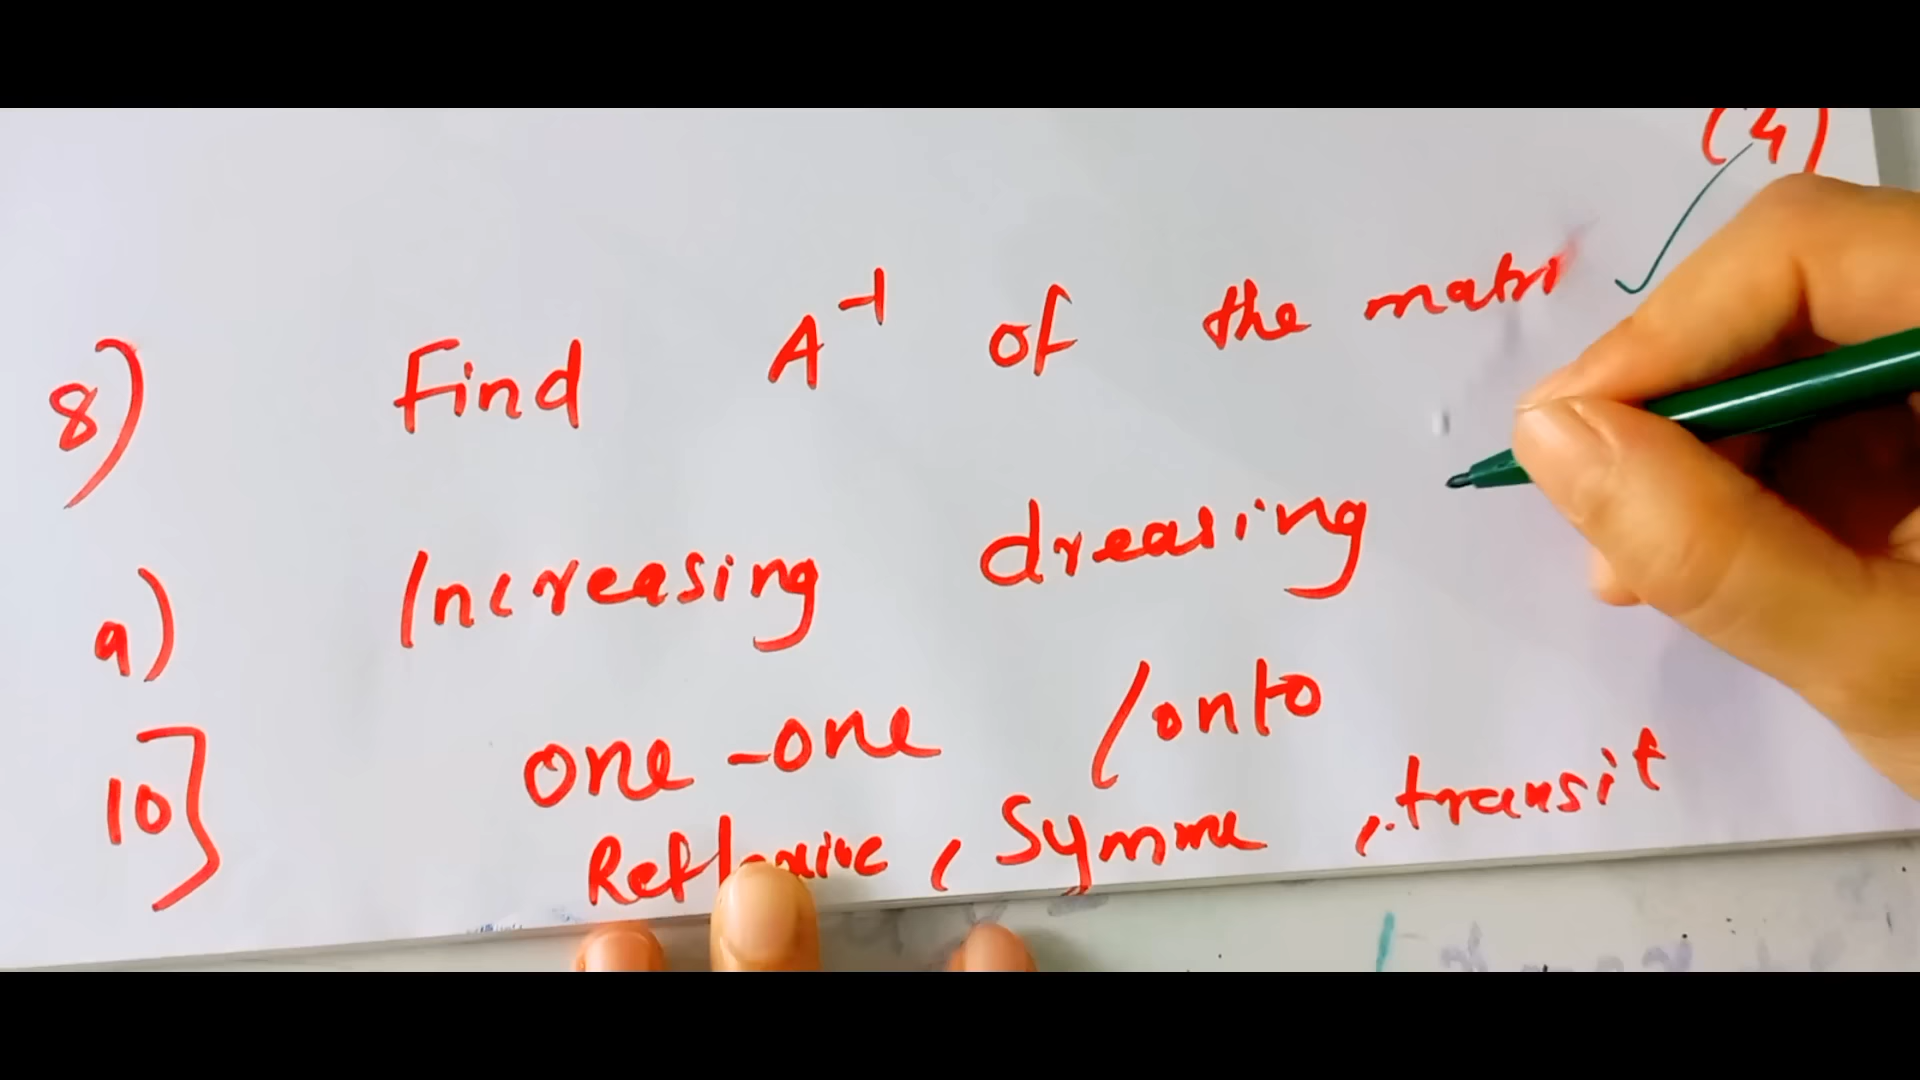 (4)
8) Find A⁻¹ of the matri
9) Increasing dreasing
10] one-one /onto
Reflexive, Symme, transit